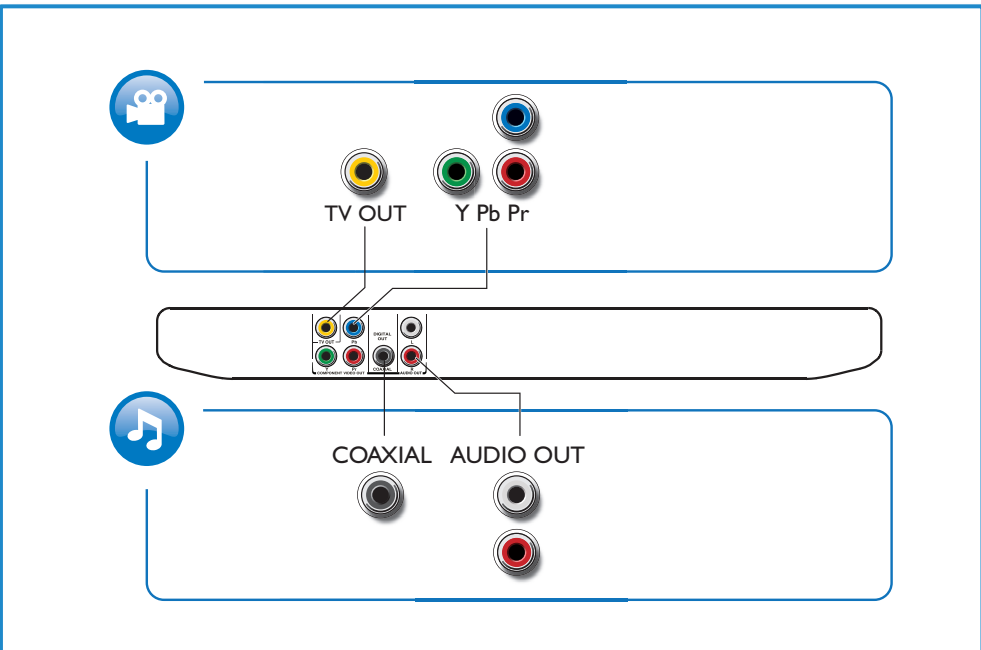 TV OUT
Y Pb Pr
DIGITAL
OUT
TV OUT
Pb
L
Y
Pr
COAXIAL
R
COMPONENT VIDEO OUT
AUDIO OUT
COAXIAL
AUDIO OUT